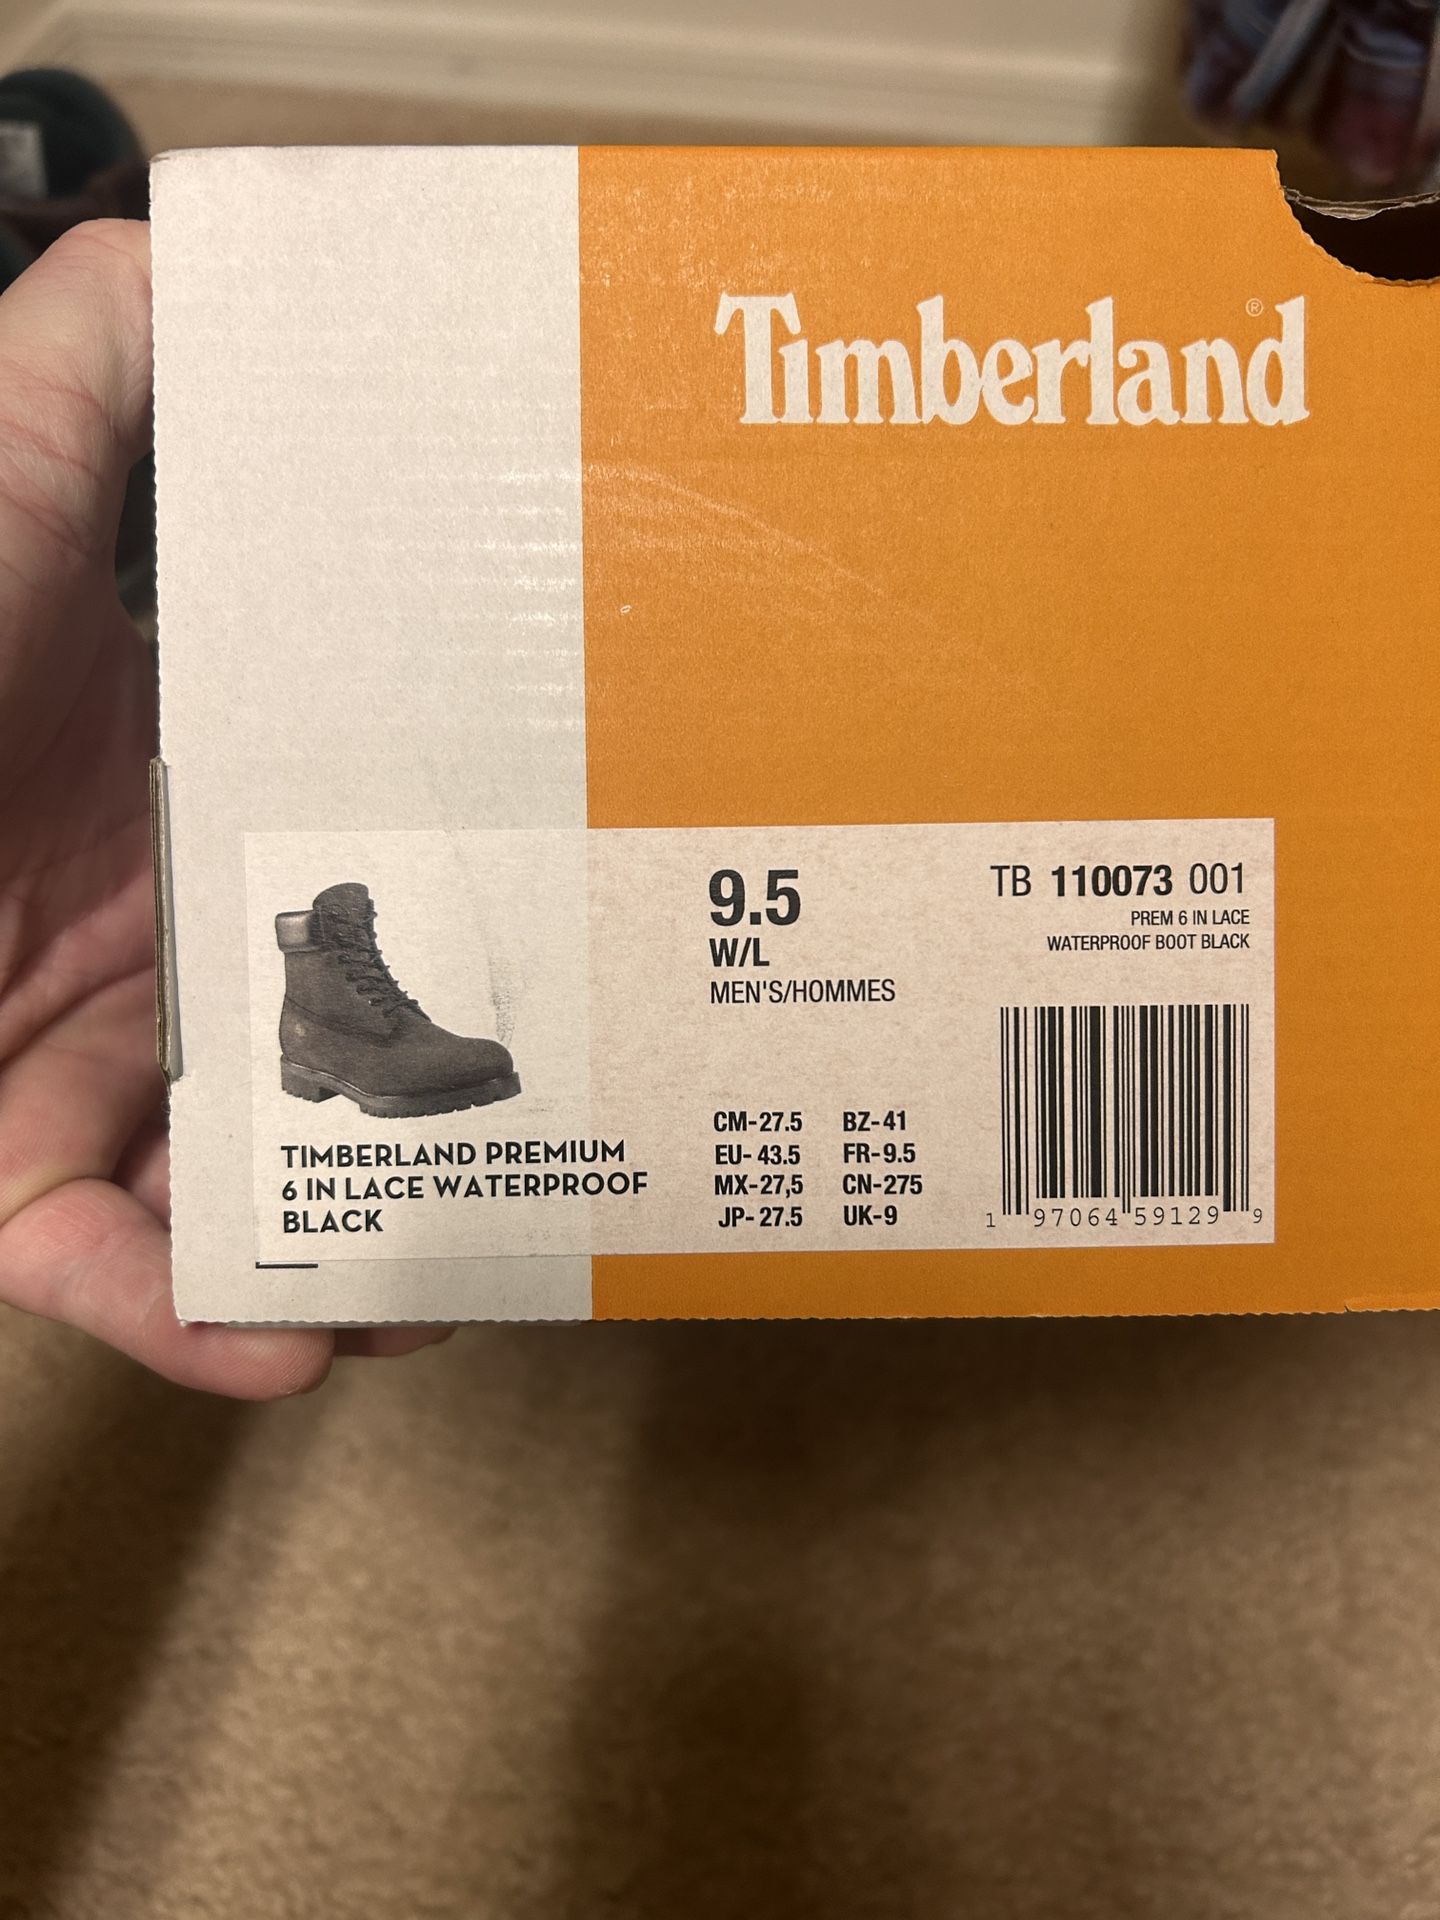 Timberland®
9.5
W/L
MEN'S/HOMMES
TB 110073 001
PREM 6 IN LACE
WATERPROOF BOOT BLACK
TIMBERLAND PREMIUM
6 IN LACE WATERPROOF
BLACK
CM-27.5 BZ-41
EU- 43.5 FR-9.5
MX-27,5 CN-275
JP- 27.5 UK-9
1 97064 59129 9